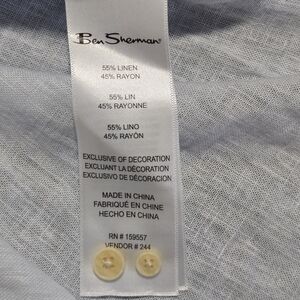 Ben Sherman
55% LINEN
45% RAYON
55% LIN
45% RAYONNE
55% LINO
45% RAYÓN
EXCLUSIVE OF DECORATION
EXCLUANT LA DÉCORATION
EXCLUSIVO DE DECORACIÓN
MADE IN CHINA
FABRIQUÉ EN CHINE
HECHO EN CHINA
RN # 159557
VENDOR # 244